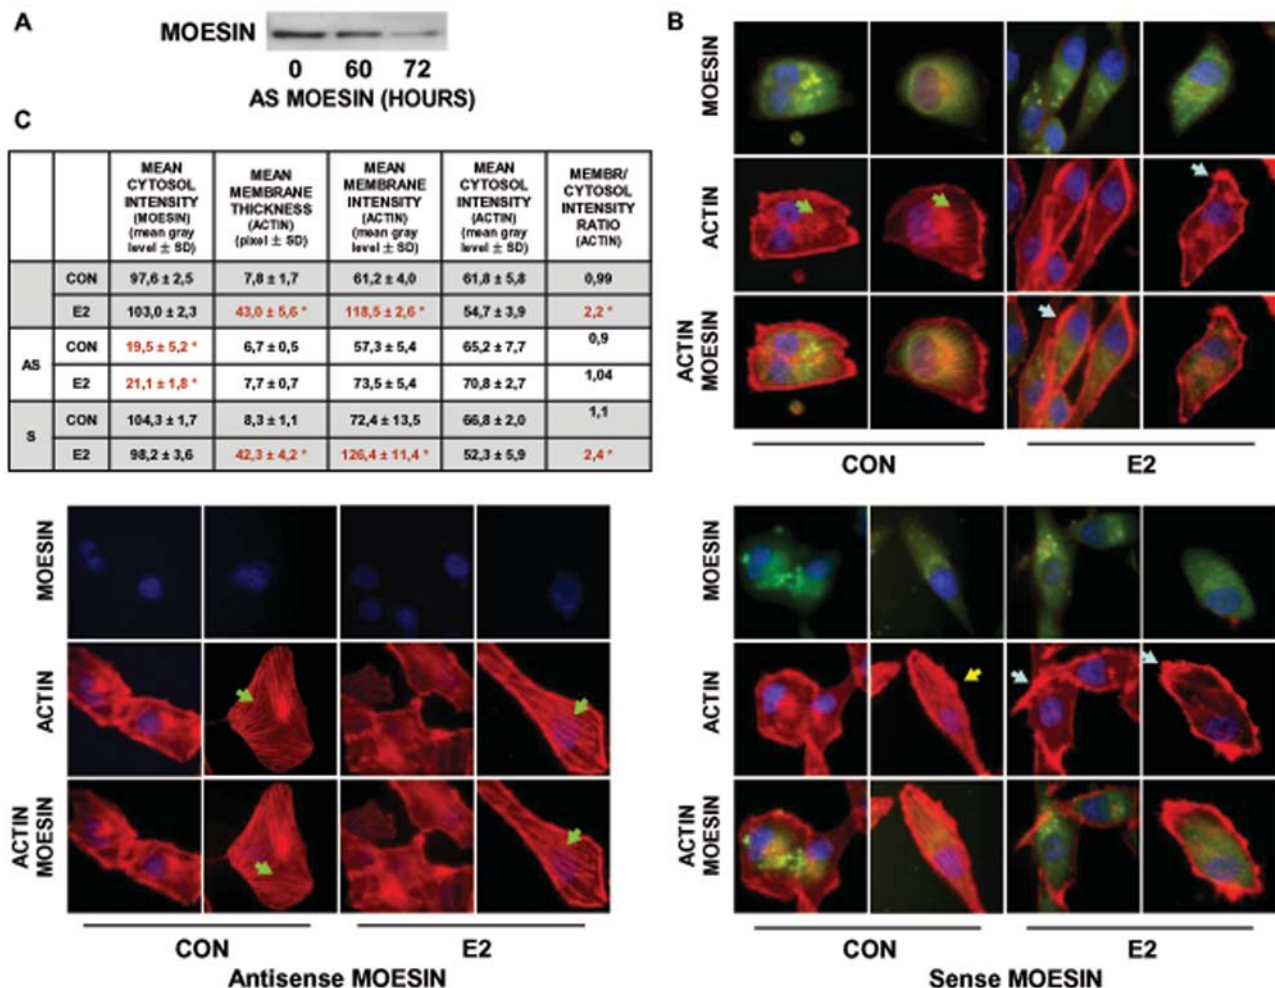 A
MOESIN
0 60 72
AS MOESIN (HOURS)
B
MOESIN
ACTIN
ACTIN
MOESIN
CON E2
C
MEAN
CYTOSOL
INTENSITY
(MOESIN)
(mean gray
level ± SD)
MEAN
MEMBRANE
THICKNESS
(ACTIN)
(pixel ± SD)
MEAN
MEMBRANE
INTENSITY
(ACTIN)
(mean gray
level ± SD)
MEAN
CYTOSOL
INTENSITY
(ACTIN)
(mean gray
level ± SD)
MEMBR/
CYTOSOL
INTENSITY
RATIO
(ACTIN)
CON 97,6 ± 2,5 7,8 ± 1,7 61,2 ± 4,0 61,8 ± 5,8 0,99
E2 103,0 ± 2,3 43,0 ± 5,6 * 118,5 ± 2,6 * 54,7 ± 3,9 2,2 *
AS
CON 19,5 ± 5,2 * 6,7 ± 0,5 57,3 ± 5,4 65,2 ± 7,7 0,9
E2 21,1 ± 1,8 * 7,7 ± 0,7 73,5 ± 5,4 70,8 ± 2,7 1,04
S
CON 104,3 ± 1,7 8,3 ± 1,1 72,4 ± 13,5 66,8 ± 2,0 1,1
E2 98,2 ± 3,6 42,3 ± 4,2 * 126,4 ± 11,4 * 52,3 ± 5,9 2,4 *
MOESIN
ACTIN
ACTIN
MOESIN
CON E2
Antisense MOESIN
MOESIN
ACTIN
ACTIN
MOESIN
CON E2
Sense MOESIN